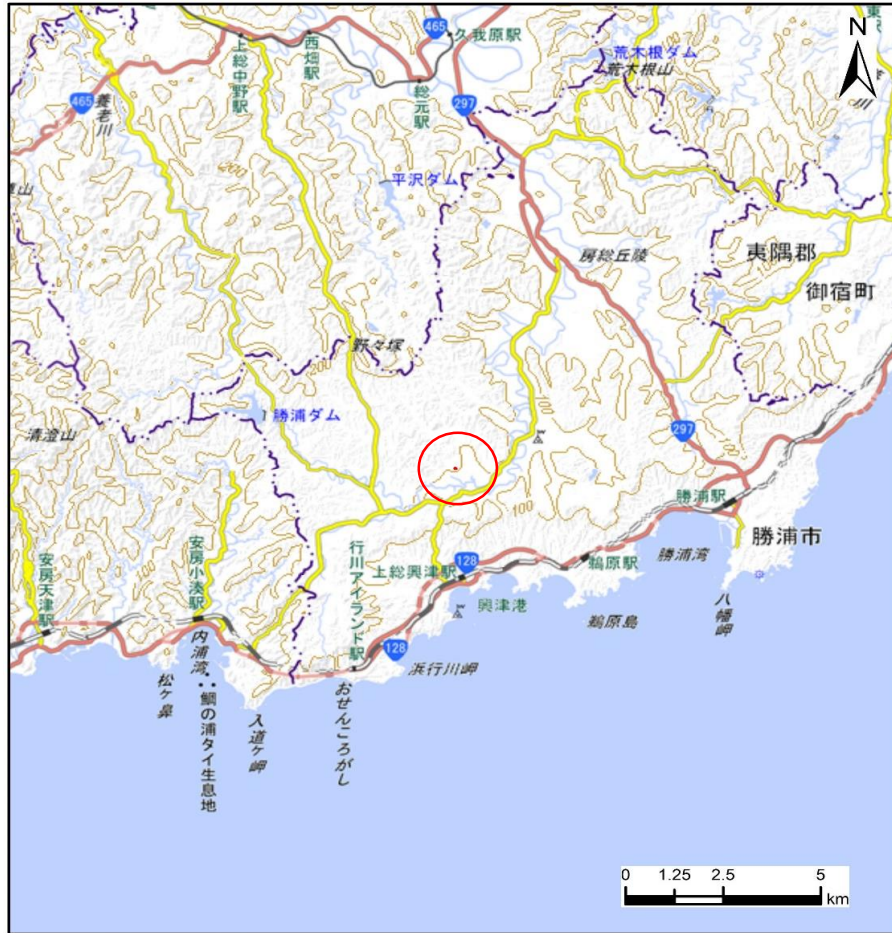 465
久我原駅
上総中野駅
西畑駅
荒木根ダム
荒木根山
N
465
養老川
総元駅
297
川
200
平沢ダム
房総丘陵
夷隅郡
御宿町
野々塚
勝浦ダム
清澄山
100
297
勝浦駅
100
勝浦市
安房天津駅
安房小湊駅
行川アイランド駅
上総興津駅
128
鵜原駅
勝浦湾
興津港
鵜原島
八幡岬
内浦湾
128
浜行川岬
松ヶ鼻
鯛の浦タイ生息地
入道ヶ岬
おせんころがし
0 1.25 2.5 5
km